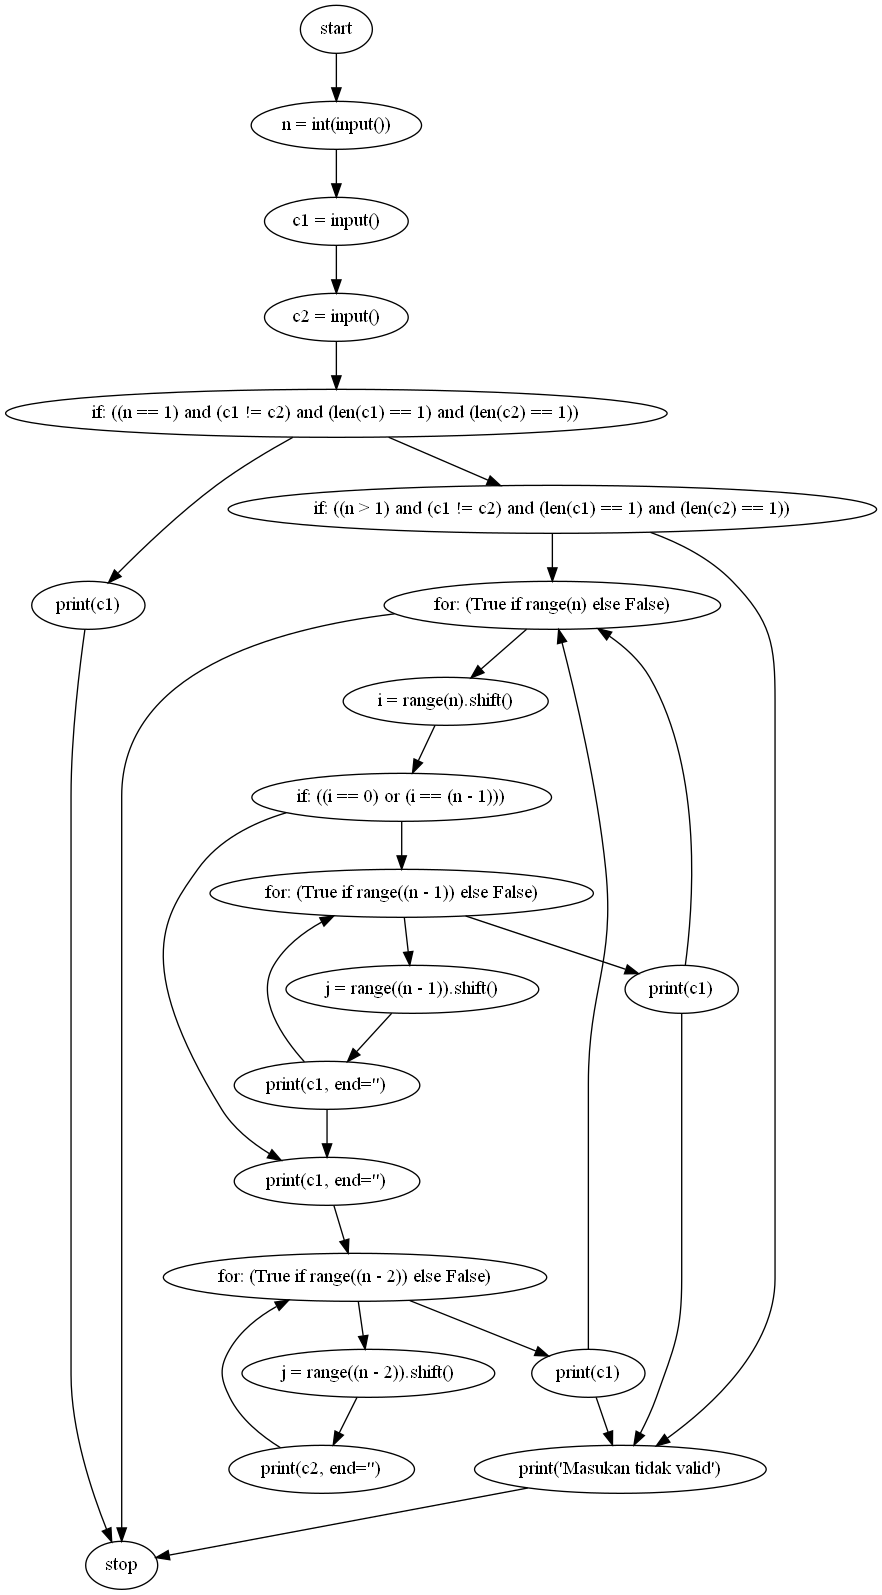 start
n = int(input())
c1 = input()
c2 = input()
if: ((n == 1) and (c1 != c2) and (len(c1) == 1) and (len(c2) == 1))
if: ((n > 1) and (c1 != c2) and (len(c1) == 1) and (len(c2) == 1))
print(c1)
for: (True if range(n) else False)
i = range(n).shift()
if: ((i == 0) or (i == (n - 1)))
for: (True if range((n - 1)) else False)
j = range((n - 1)).shift()
print(c1)
print(c1, end='')
print(c1, end='')
for: (True if range((n - 2)) else False)
j = range((n - 2)).shift()
print(c1)
print(c2, end='')
print('Masukan tidak valid')
stop